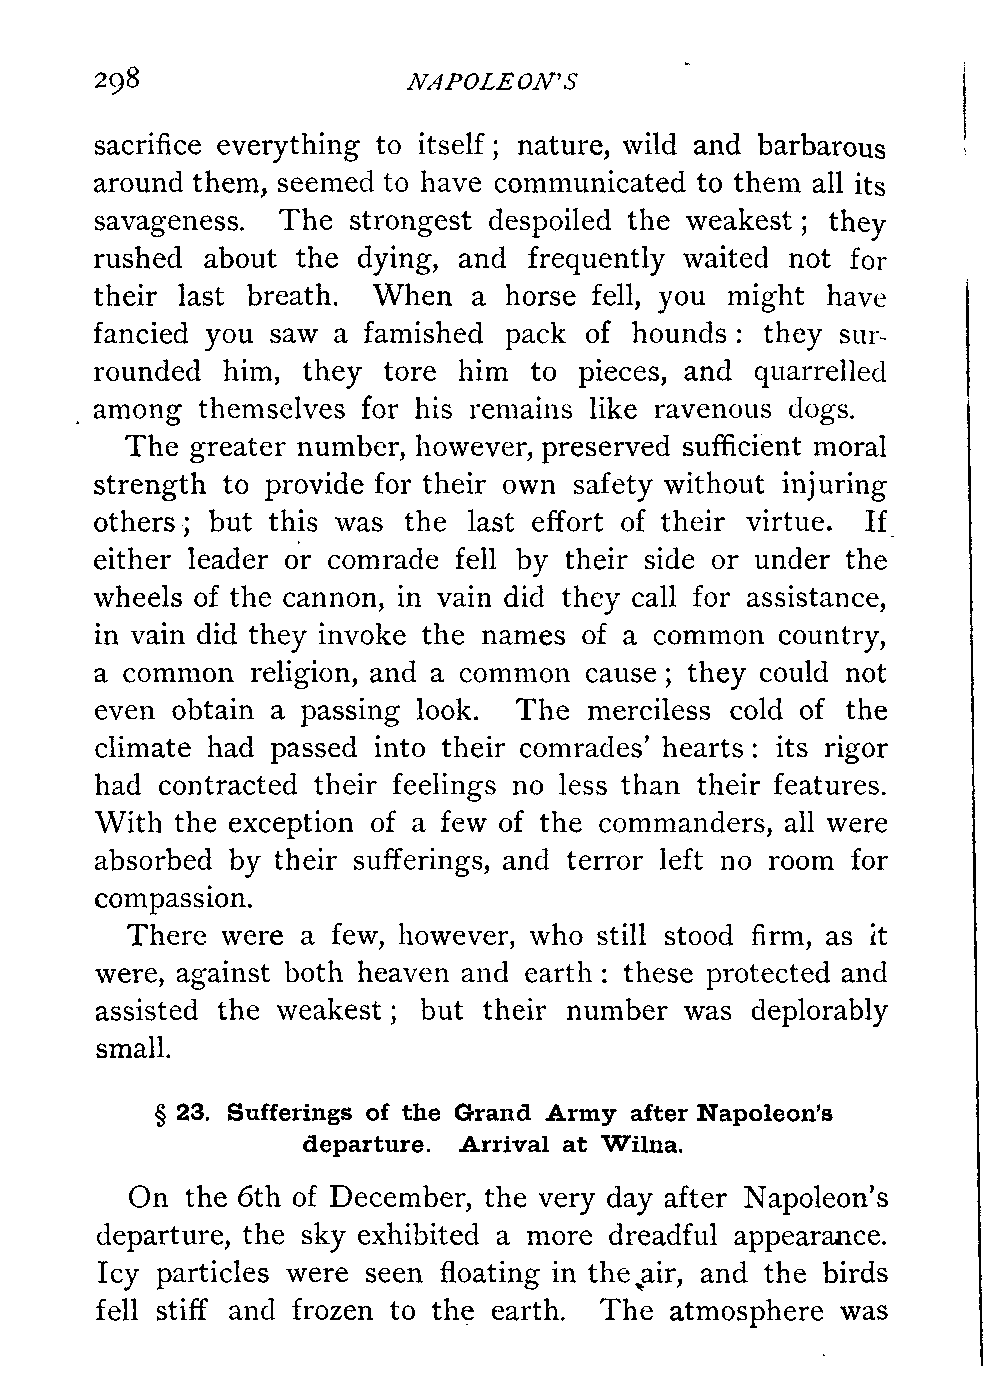 298 NAPOLEON'S
sacrifice everything to itself; nature, wild and barbarous
around them, seemed to have communicated to them all its
savageness. The strongest despoiled the weakest; they
rushed about the dying, and frequently waited not for
their last breath. When a horse fell, you might have
fancied you saw a famished pack of hounds: they sur-
rounded him, they tore him to pieces, and quarrelled
among themselves for his remains like ravenous dogs.
The greater number, however, preserved sufficient moral
strength to provide for their own safety without injuring
others; but this was the last effort of their virtue. If
either leader or comrade fell by their side or under the
wheels of the cannon, in vain did they call for assistance,
in vain did they invoke the names of a common country,
a common religion, and a common cause; they could not
even obtain a passing look. The merciless cold of the
climate had passed into their comrades' hearts: its rigor
had contracted their feelings no less than their features.
With the exception of a few of the commanders, all were
absorbed by their sufferings, and terror left no room for
compassion.
There were a few, however, who still stood firm, as it
were, against both heaven and earth: these protected and
assisted the weakest; but their number was deplorably
small.
§ 23. Sufferings of the Grand Army after Napoleon's
departure. Arrival at Wilna.
On the 6th of December, the very day after Napoleon's
departure, the sky exhibited a more dreadful appearance.
Icy particles were seen floating in the air, and the birds
fell stiff and frozen to the earth. The atmosphere was